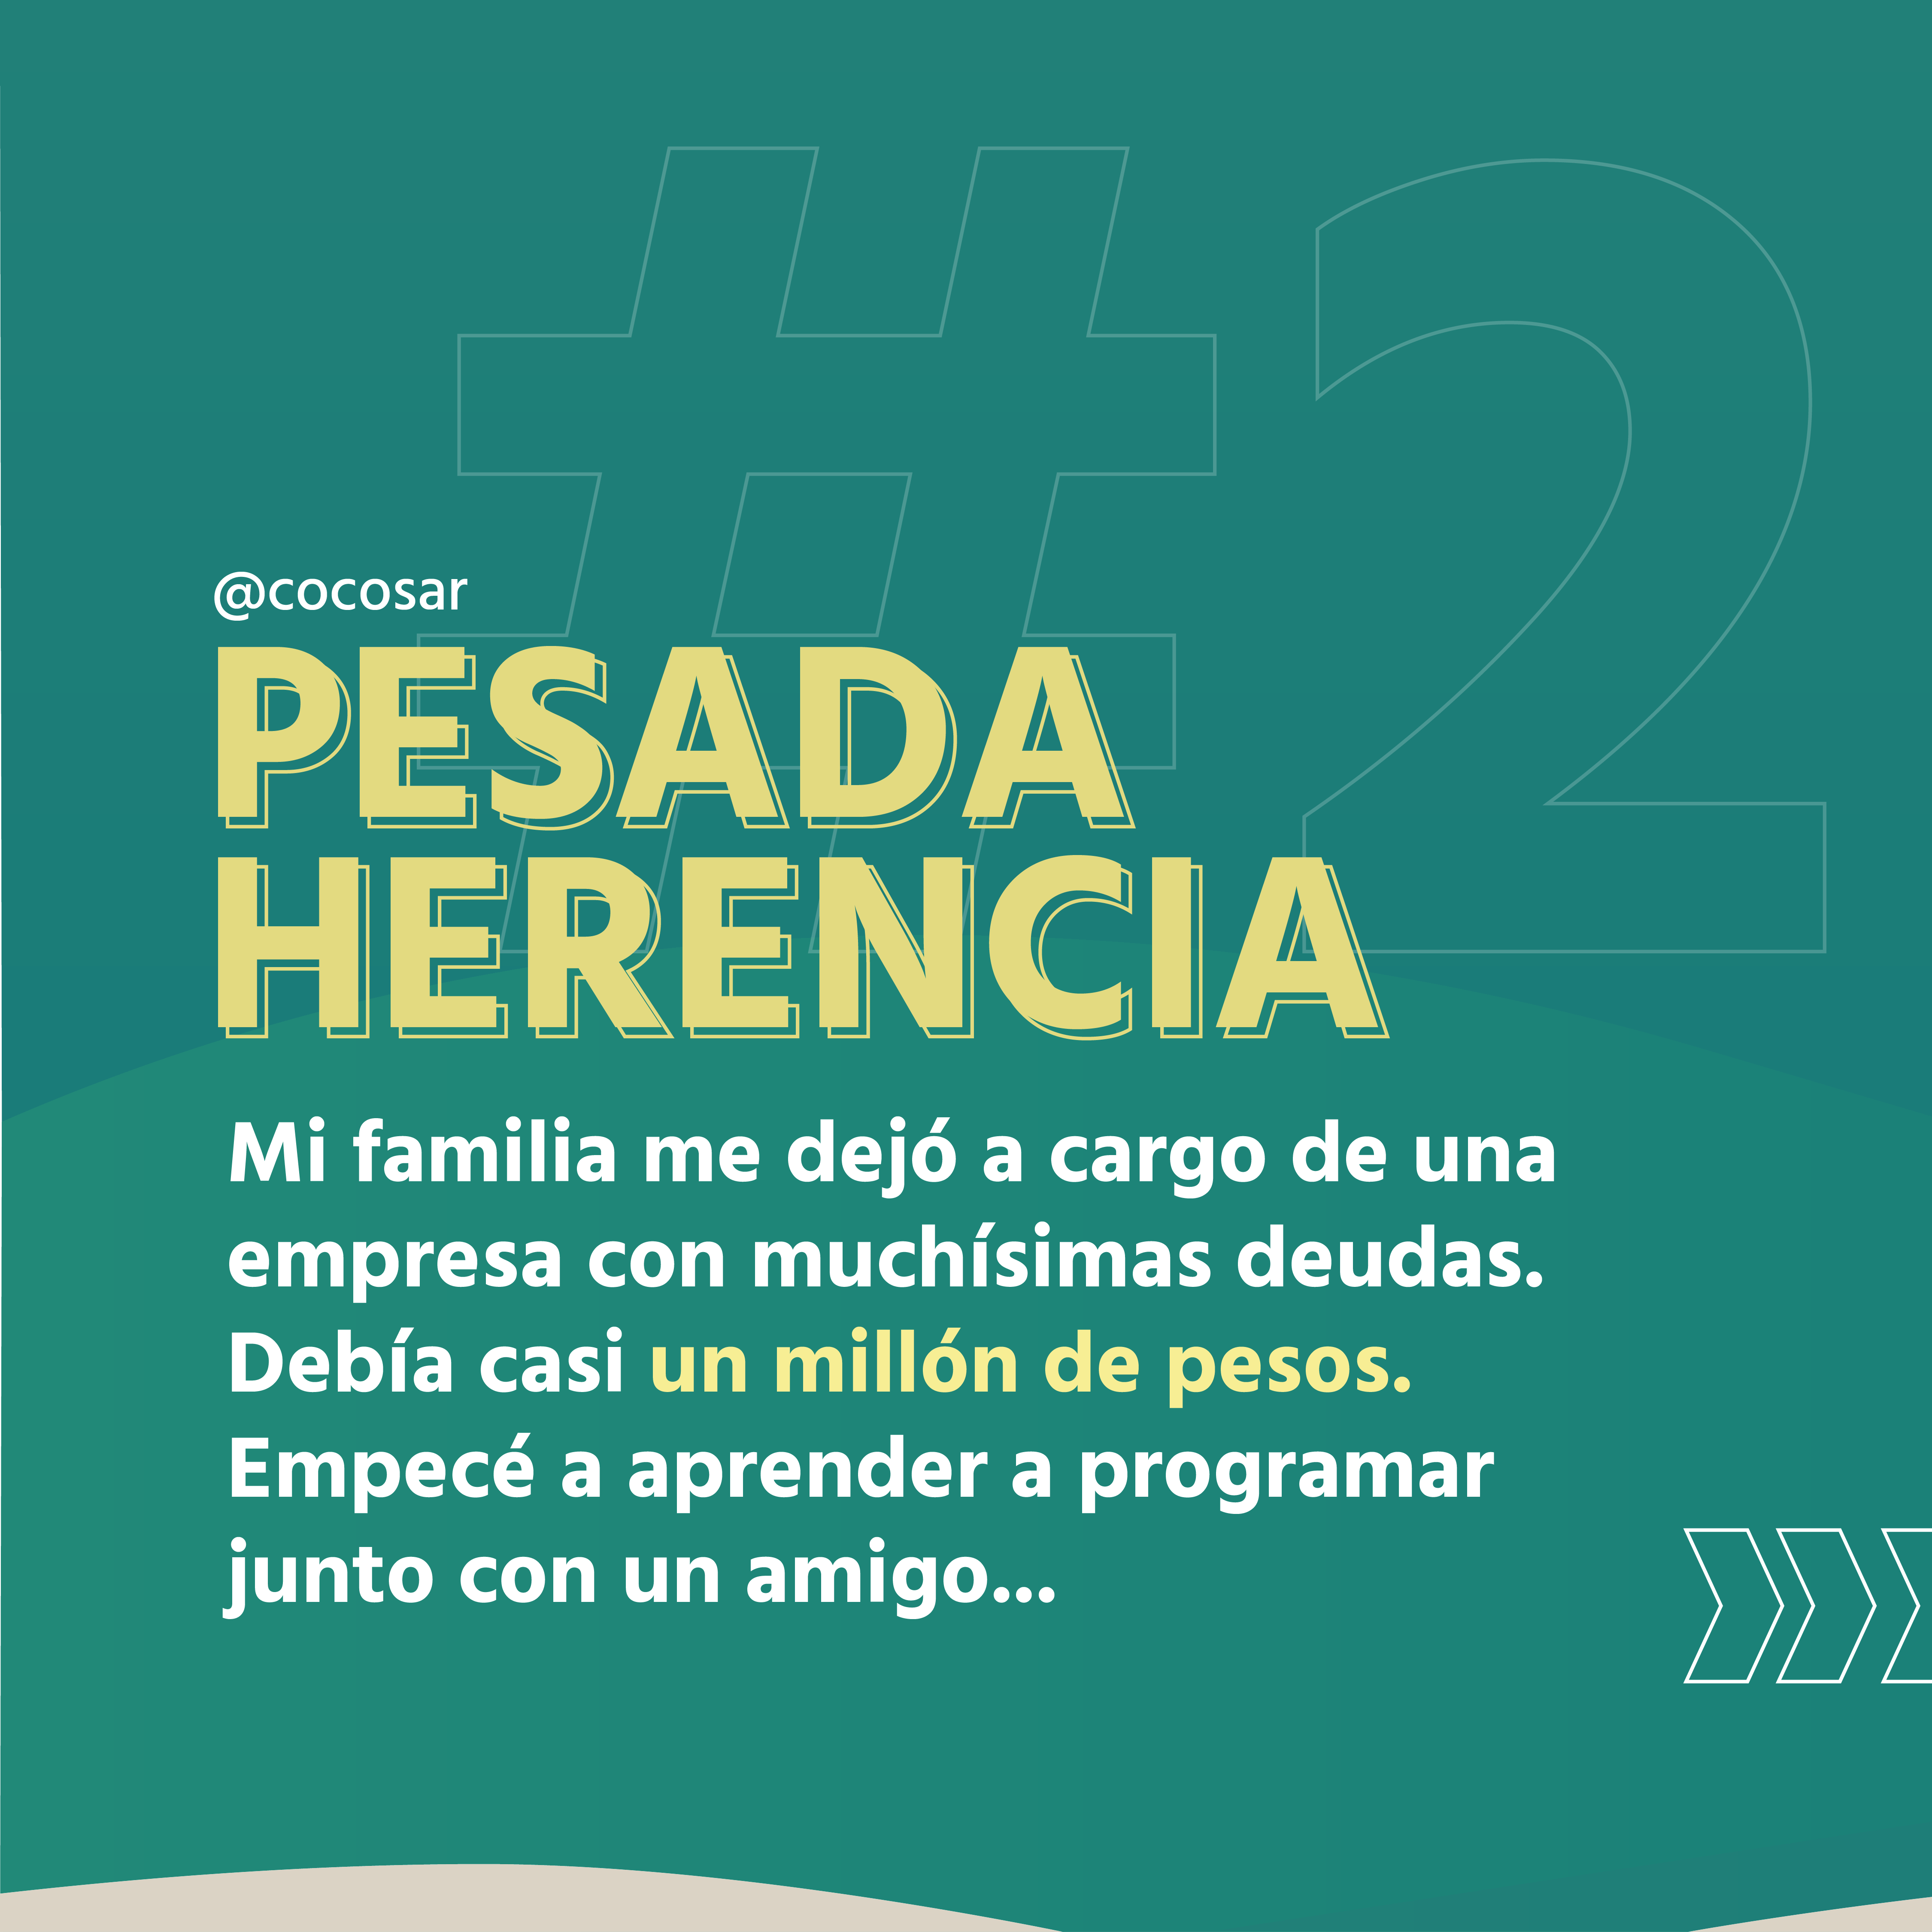 #2
@cocosar
PESADA
HERENCIA
Mi familia me dejó a cargo de una
empresa con muchísimas deudas.
Debía casi un millón de pesos.
Empecé a aprender a programar
junto con un amigo...